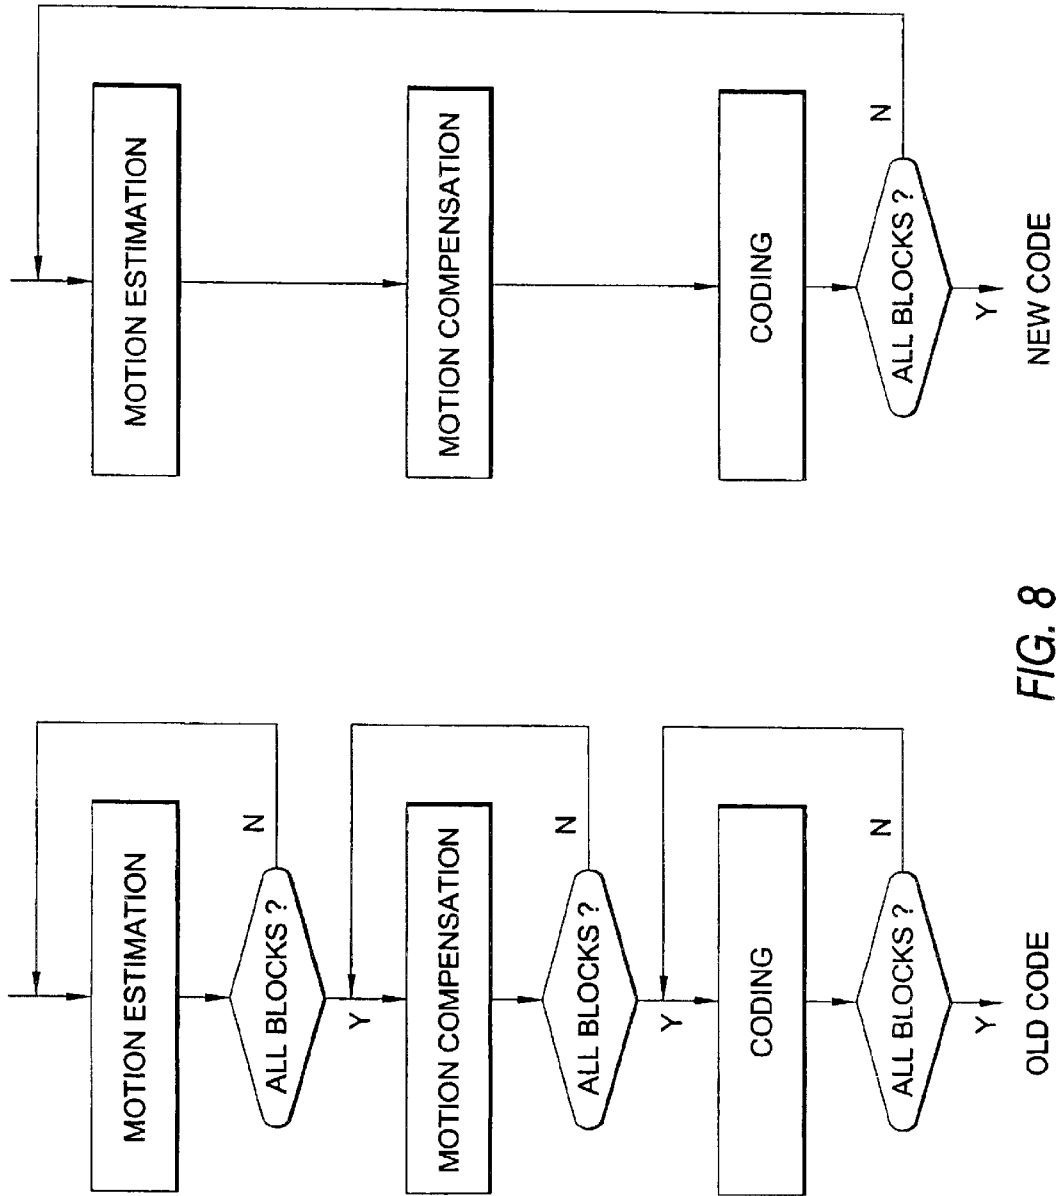 MOTION ESTIMATION
ALL BLOCKS ?
N
Y
MOTION COMPENSATION
ALL BLOCKS ?
N
Y
CODING
ALL BLOCKS ?
N
Y
OLD CODE
MOTION ESTIMATION
MOTION COMPENSATION
CODING
ALL BLOCKS ?
N
Y
NEW CODE
FIG. 8